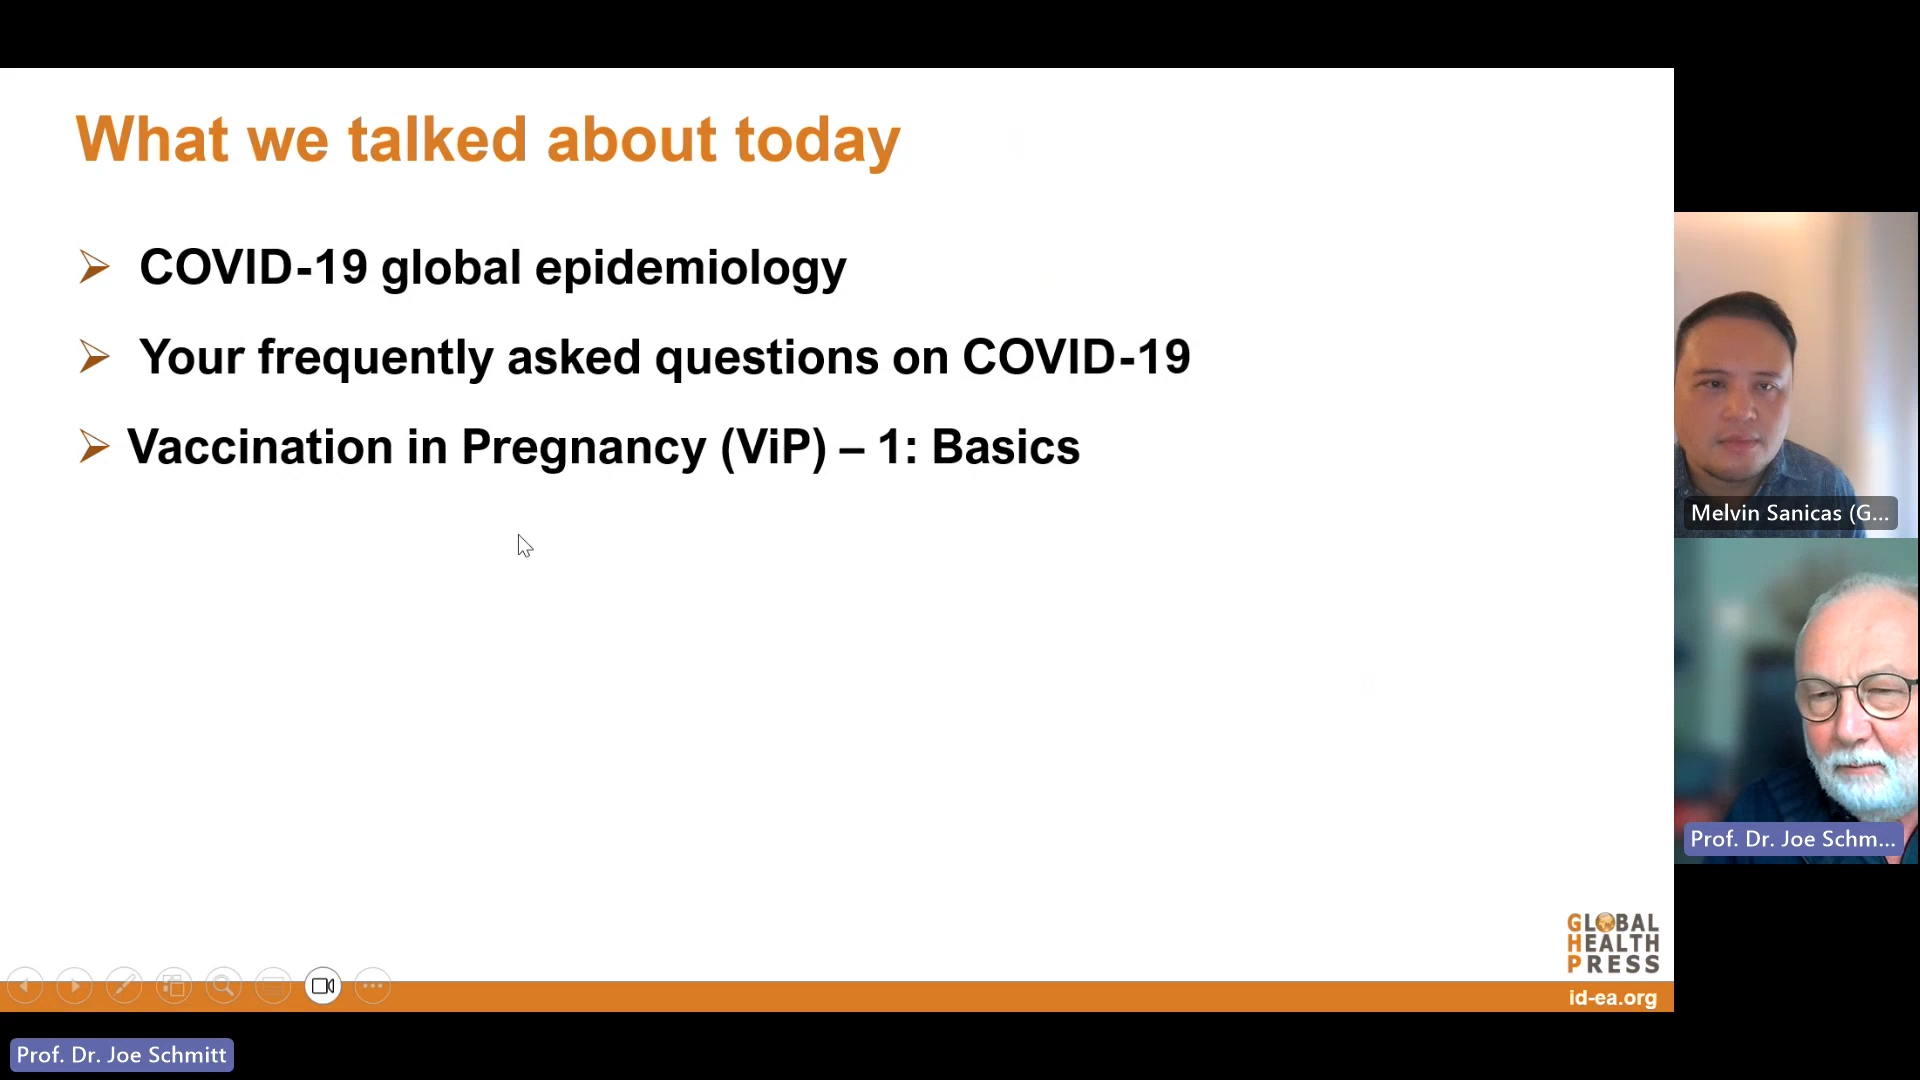 What we talked about today
COVID-19 global epidemiology
Your frequently asked questions on COVID-19
Vaccination in Pregnancy (ViP) – 1: Basics
Melvin Sanicas (G...
Prof. Dr. Joe Schm...
GLOBAL
HEALTH
PRESS
id-ea.org
Prof. Dr. Joe Schmitt